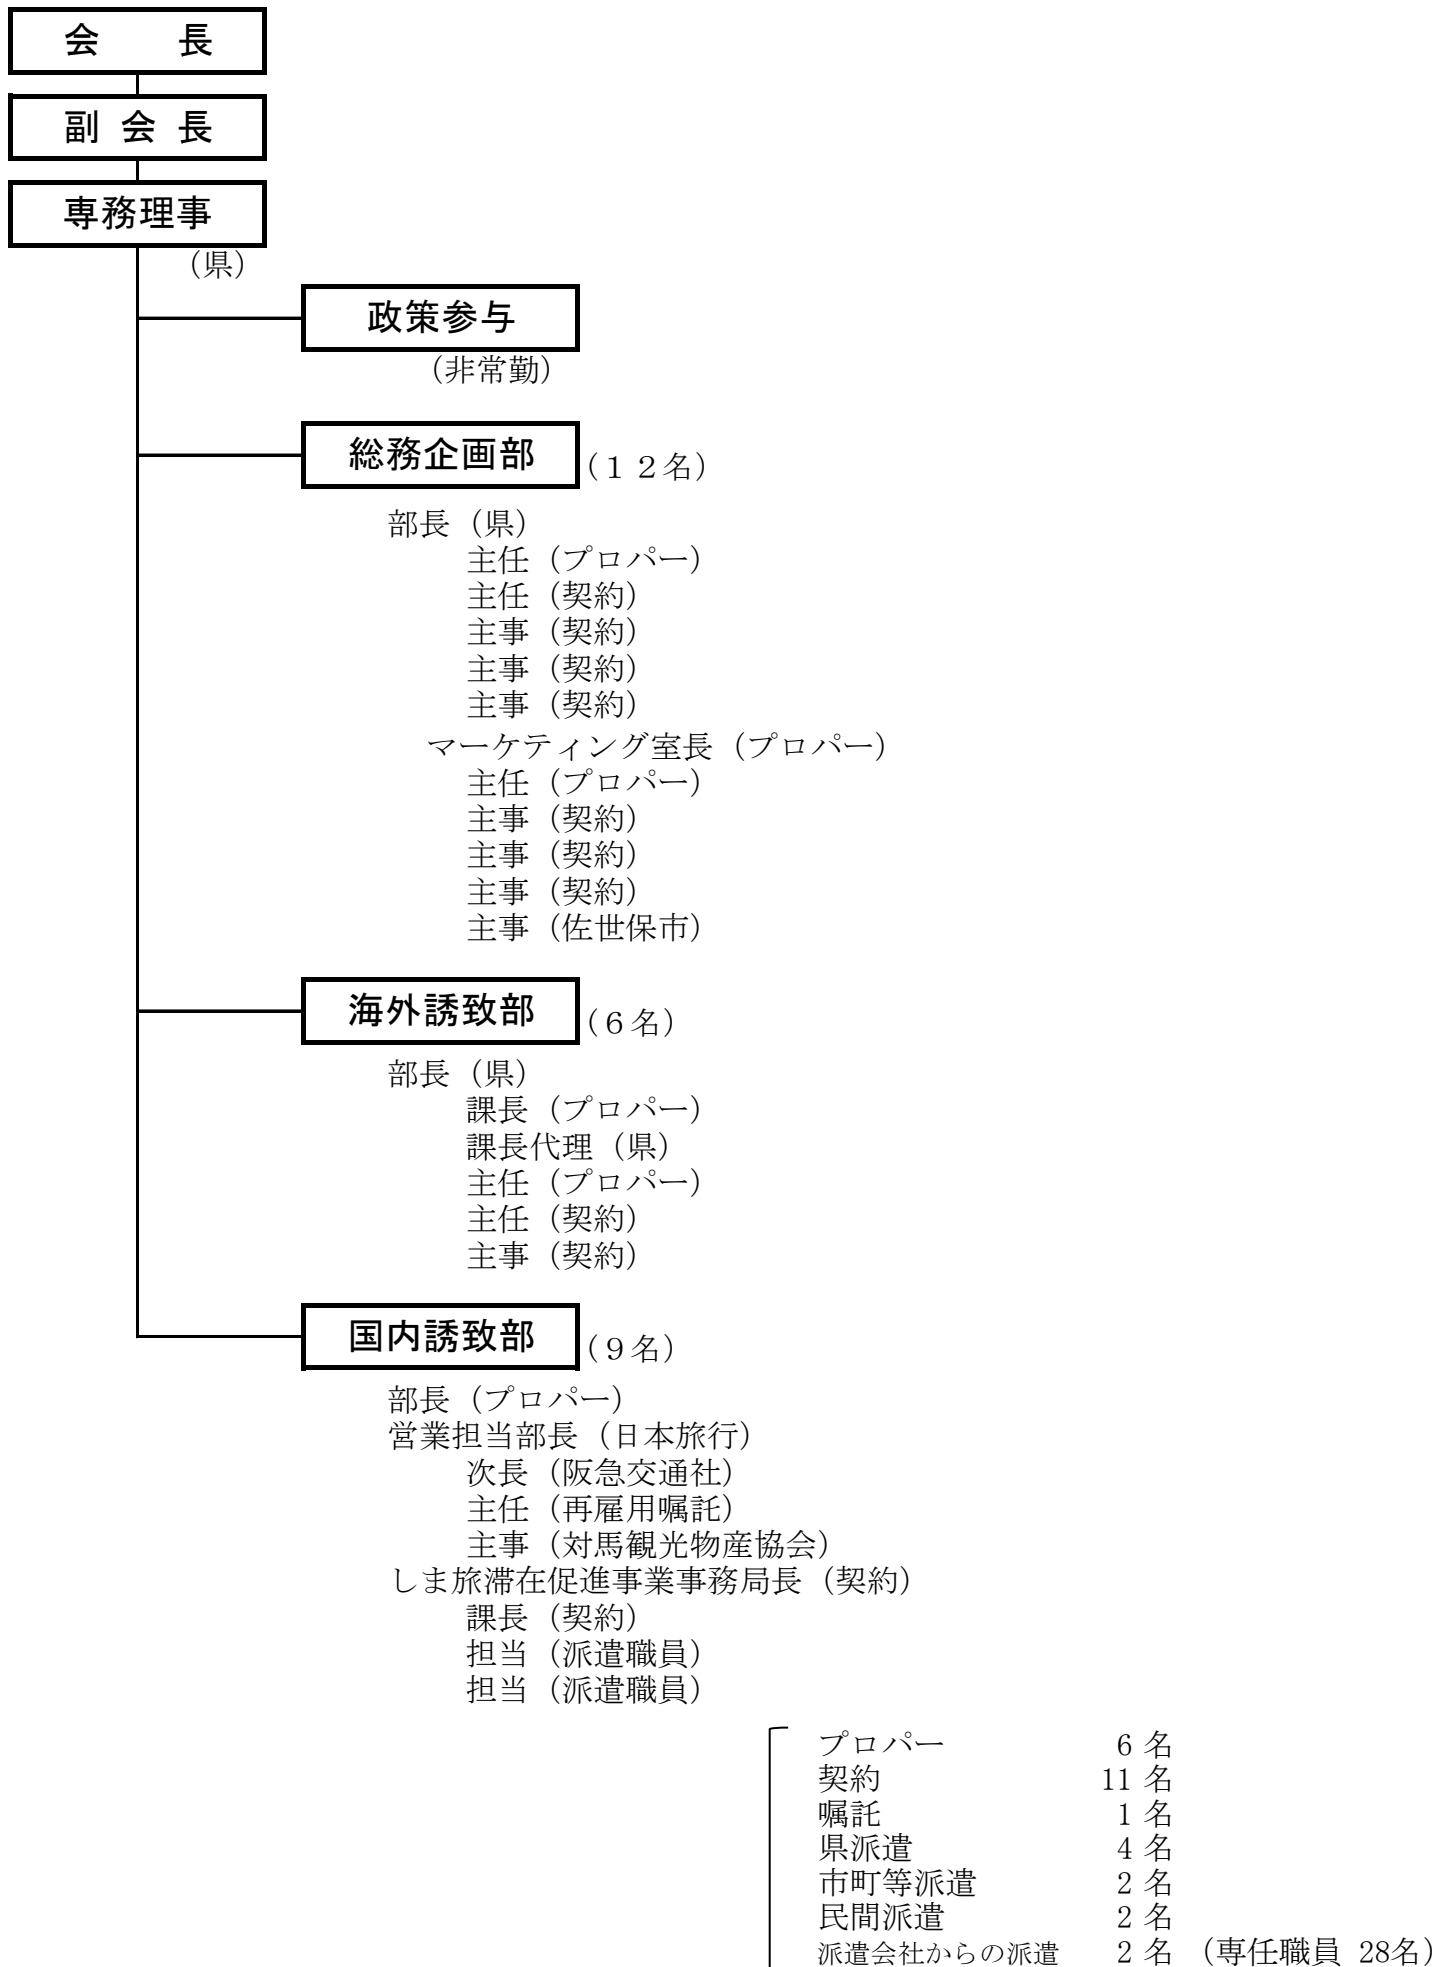 会　　長
副 会 長
専務理事
（県）
政策参与
（非常勤）
総務企画部 （１２名）
部長（県）
主任（プロパー）
主任（契約）
主事（契約）
主事（契約）
主事（契約）
マーケティング室長（プロパー）
主任（プロパー）
主事（契約）
主事（契約）
主事（契約）
主事（佐世保市）
海外誘致部 （６名）
部長（県）
課長（プロパー）
課長代理（県）
主任（プロパー）
主任（契約）
主事（契約）
国内誘致部 （９名）
部長（プロパー）
営業担当部長（日本旅行）
次長（阪急交通社）
主任（再雇用嘱託）
主事（対馬観光物産協会）
しま旅滞在促進事業事務局長（契約）
課長（契約）
担当（派遣職員）
担当（派遣職員）
プロパー 6 名
契約 11 名
嘱託 1 名
県派遣 4 名
市町等派遣 2 名
民間派遣 2 名
派遣会社からの派遣 2 名 （専任職員 28名）